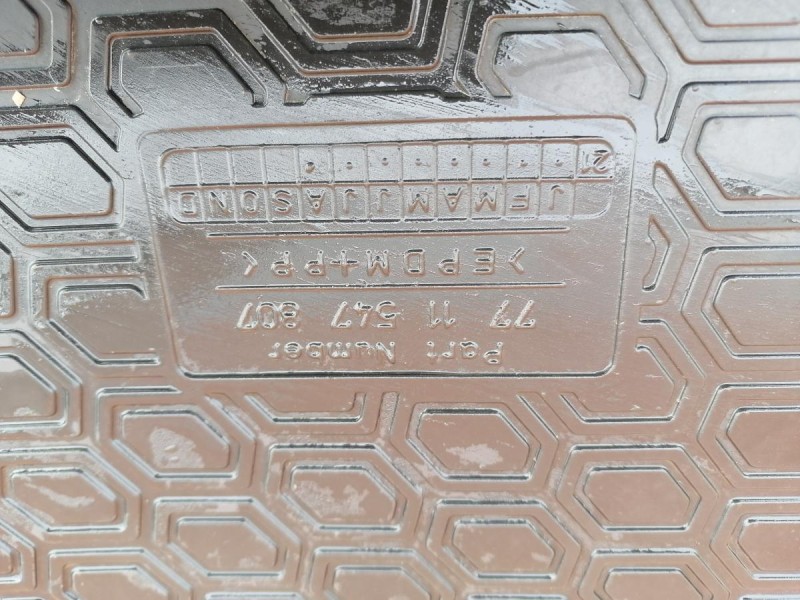 Part Number
77 11 547 807
>EPDM+PP<
J F M A M J J A S O N D
21